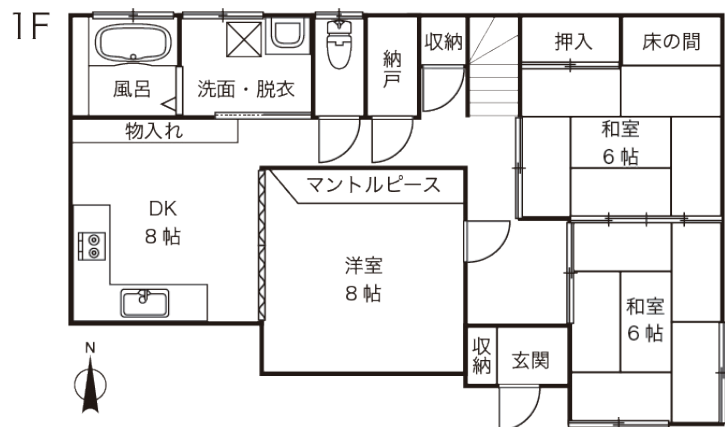 1F
収納
押入
床の間
納戸
風呂
洗面・脱衣
物入れ
和室
6帖
マントルピース
DK
8帖
洋室
8帖
和室
6帖
収納
玄関
N